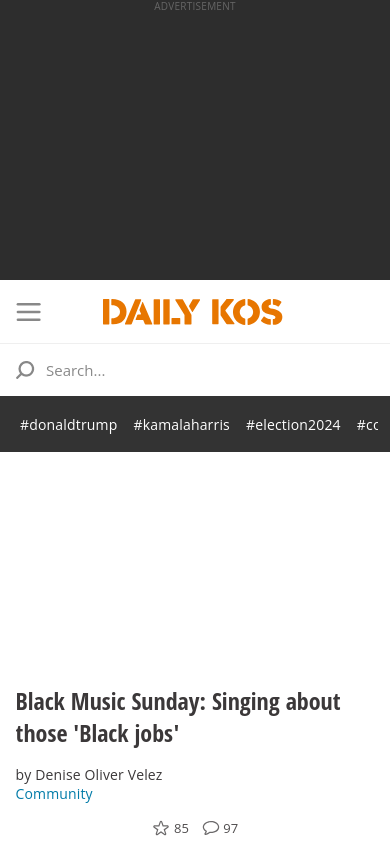 ADVERTISEMENT
DAILY KOS
Search...
#donaldtrump #kamalaharris #election2024 #cc
Black Music Sunday: Singing about
those 'Black jobs'
by Denise Oliver Velez
Community
85 97